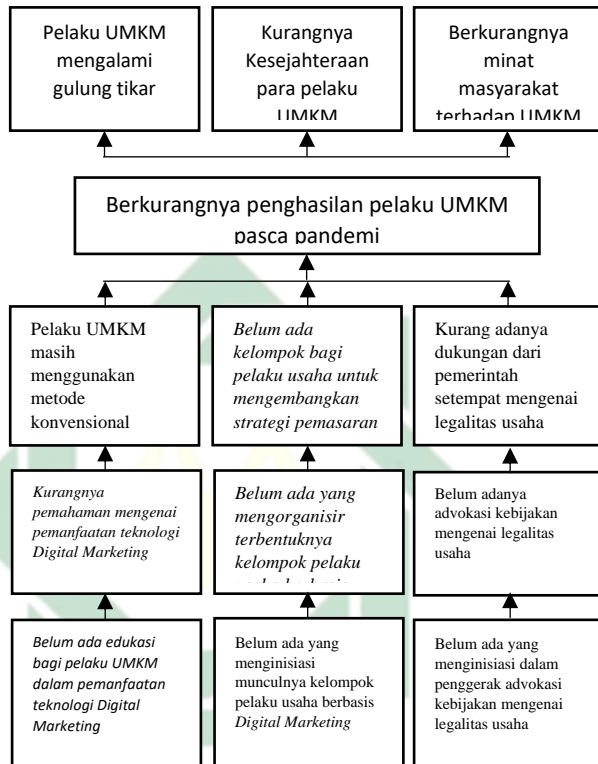 Pelaku UMKM
mengalami
gulung tikar
Kurangnya
Kesejahteraan
para pelaku
UMKM
Berkurangnya
minat
masyarakat
terhadap UMKM
Berkurangnya penghasilan pelaku UMKM
pasca pandemi
Pelaku UMKM
masih
menggunakan
metode
konvensional
Belum ada
kelompok bagi
pelaku usaha untuk
mengembangkan
strategi pemasaran
Kurang adanya
dukungan dari
pemerintah
setempat mengenai
legalitas usaha
Kurangnya
pemahaman mengenai
pemanfaatan teknologi
Digital Marketing
Belum ada yang
mengorganisir
terbentuknya
kelompok pelaku
Belum adanya
advokasi kebijakan
mengenai legalitas
usaha
Belum ada edukasi
bagi pelaku UMKM
dalam pemanfaatan
teknologi Digital
Marketing
Belum ada yang
menginisiasi
munculnya kelompok
pelaku usaha berbasis
Digital Marketing
Belum ada yang
menginisiasi dalam
penggerak advokasi
kebijakan mengenai
legalitas usaha